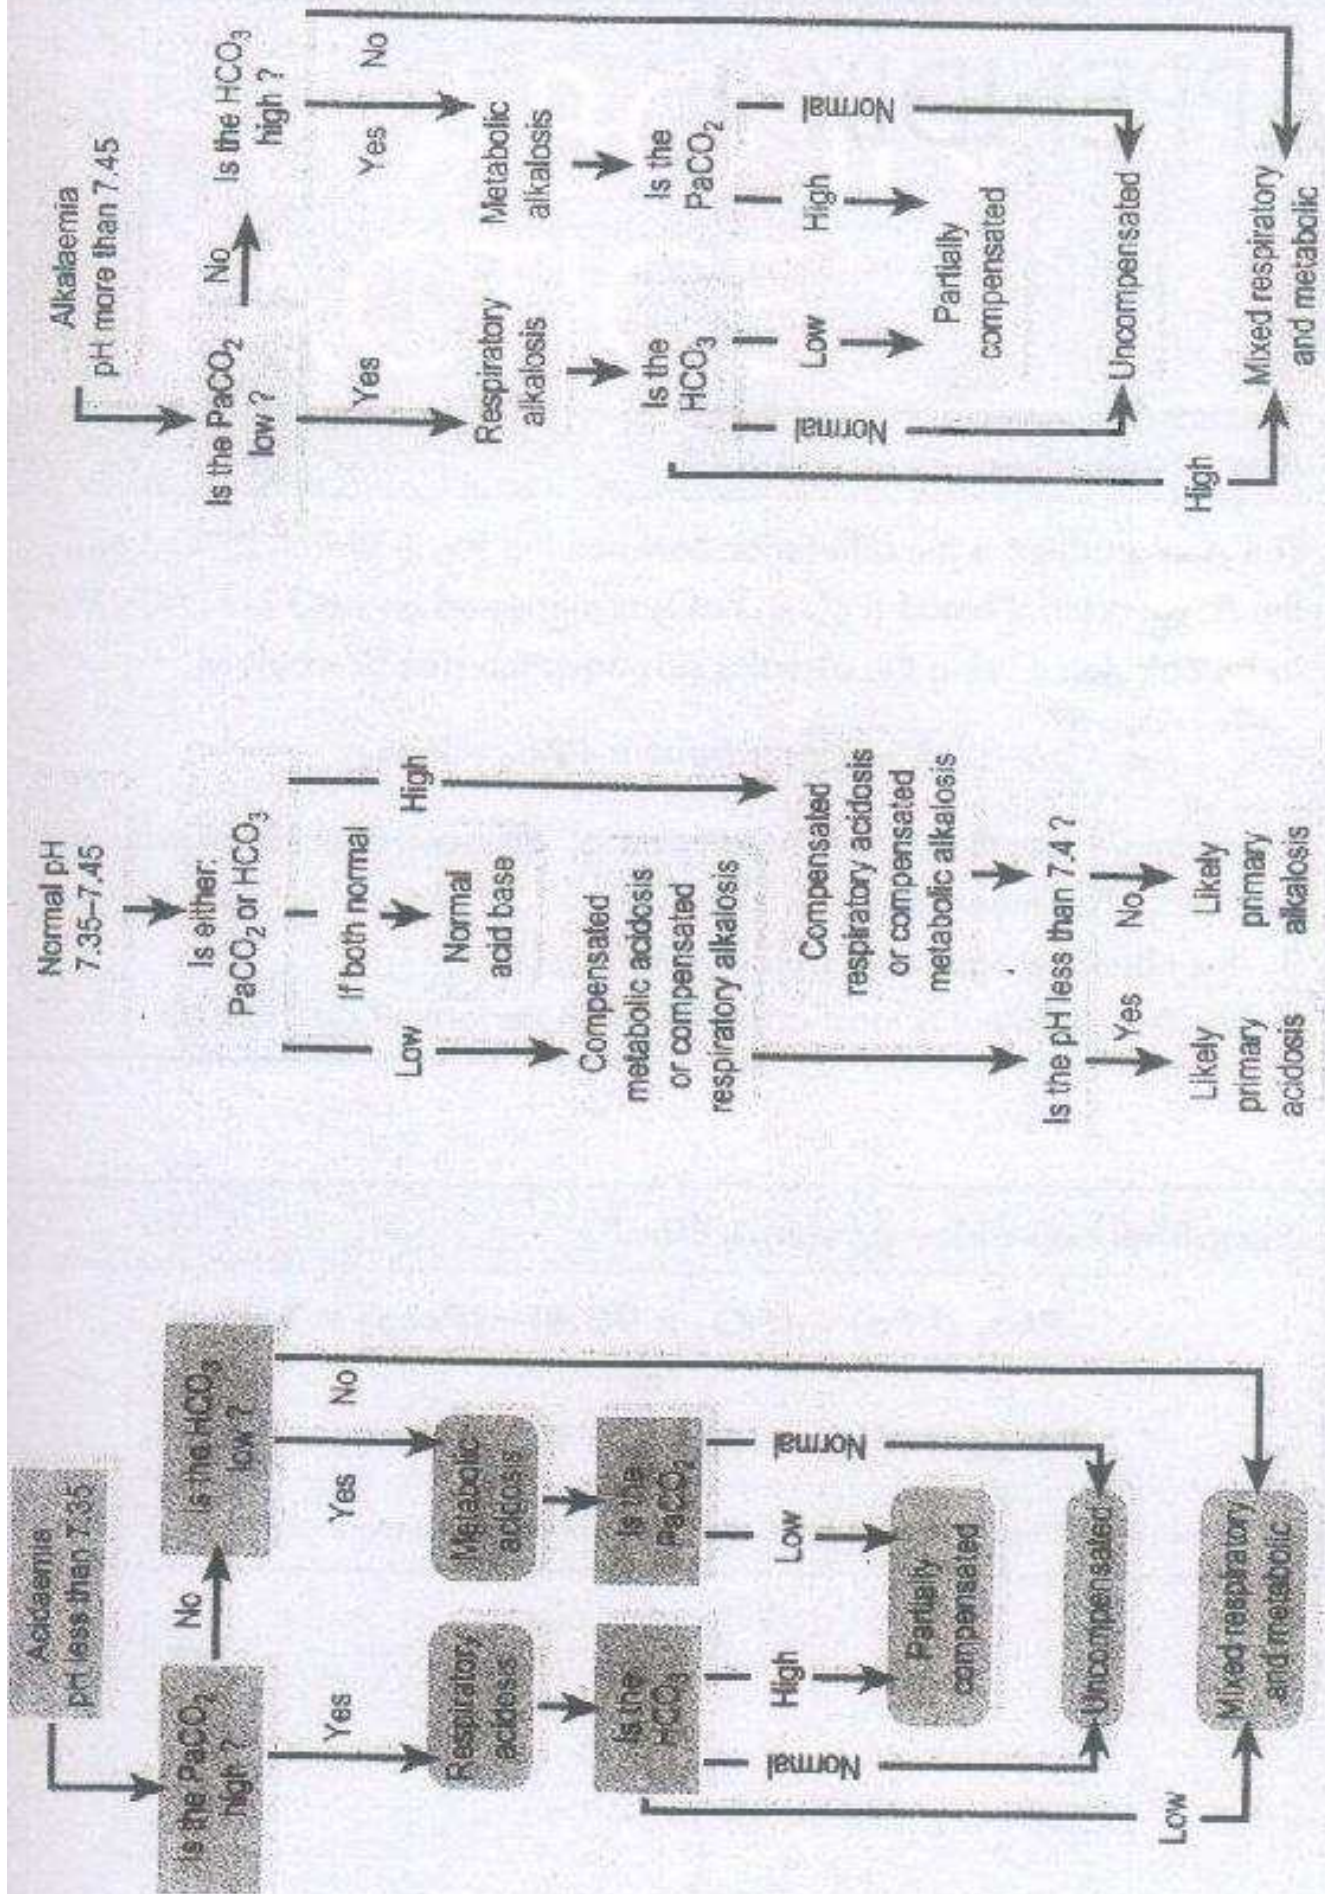 Acidaemia
pH less than 7.35
Is the PaCO₂
high ?
No
Is the HCO₃
low ?
Yes
Yes
No
Respiratory
acidess
Metabolic
acidosis
Is the
HCO₃
Is the
PaCO₂
Normal
High
Low
Normal
Partially
compensated
Uncompensated
Low
Mixed respiratory
and metabolic
Normal pH
7.35–7.45
Is either:
PaCO₂ or HCO₃
Low
If both normal
High
Normal
acid base
Compensated
metabolic acidosis
or compensated
respiratory alkalosis
Compensated
respiratory acidosis
or compensated
metabolic alkalosis
Is the pH less than 7.4 ?
Yes
No
Likely
primary
acidosis
Likely
primary
alkalosis
Alkalaemia
pH more than 7.45
Is the PaCO₂
low ?
No
Is the HCO₃
high ?
Yes
Yes
No
Respiratory
alkalosis
Metabolic
alkalosis
Is the
HCO₃
Is the
PaCO₂
Normal
Low
High
Normal
Partially
compensated
Uncompensated
High
Mixed respiratory
and metabolic